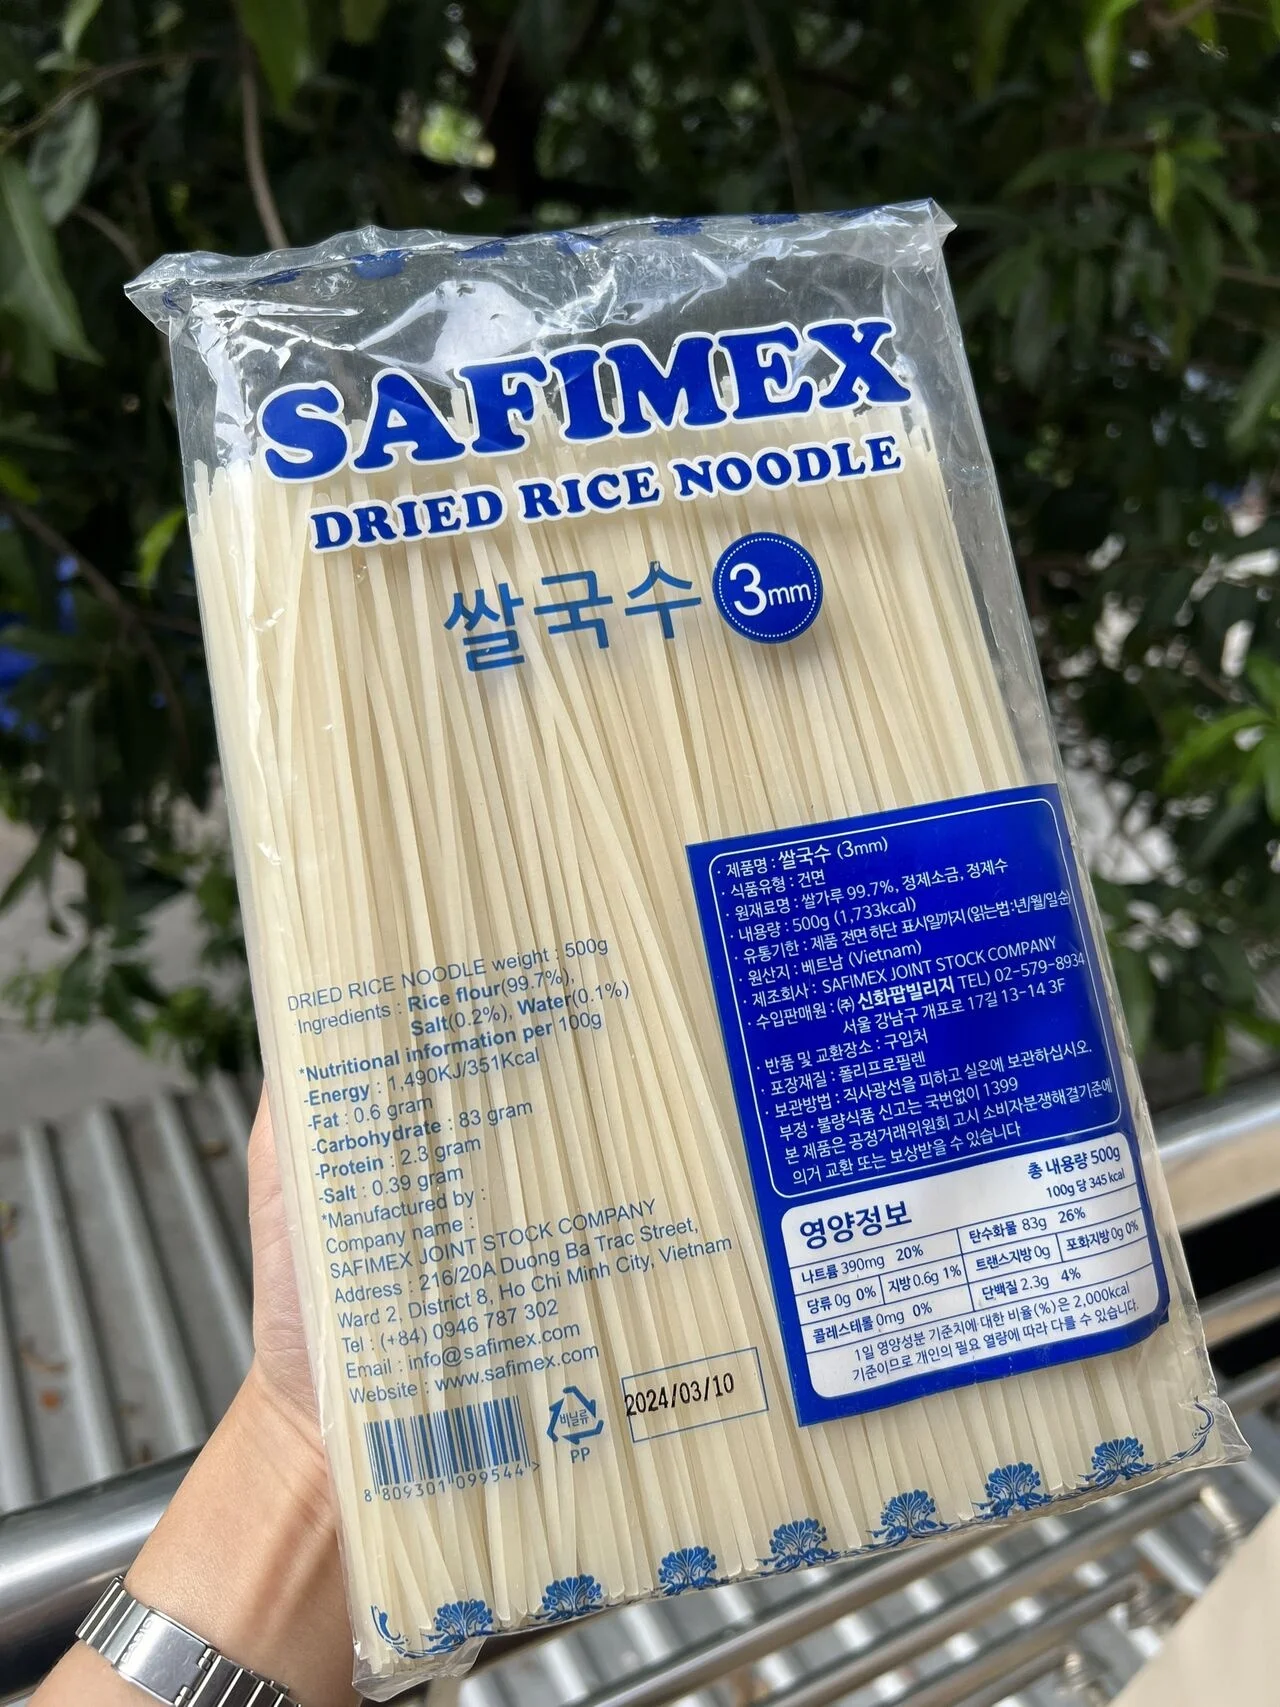 SAFIMEX
DRIED RICE NOODLE
쌀국수 3mm
DRIED RICE NOODLE weight : 500g
Ingredients : Rice flour(99.7%),
Salt(0.2%), Water(0.1%)
*Nutritional information per 100g
-Energy : 1,490KJ/351Kcal
-Fat : 0.6 gram
-Carbohydrate : 83 gram
-Protein : 2.3 gram
-Salt : 0.39 gram
*Manufactured by :
Company name :
SAFIMEX JOINT STOCK COMPANY
Address : 216/20A Duong Ba Trac Street,
Ward 2, District 8, Ho Chi Minh City, Vietnam
Tel : (+84) 0946 787 302
Email : info@safimex.com
Website : www.safimex.com
8 809301 099544 >
비닐류
PP
2024/03/10
· 제품명 : 쌀국수 (3mm)
· 식품유형 : 건면
· 원재료명 : 쌀가루 99.7%, 정제소금, 정제수
· 내용량 : 500g (1,733kcal)
· 유통기한 : 제품 전면 하단 표시일까지(읽는법:년/월/일순)
· 원산지 : 베트남 (Vietnam)
· 제조회사 : SAFIMEX JOINT STOCK COMPANY
· 수입판매원 : (주)신화팝빌리지 TEL) 02-579-8934
서울 강남구 개포로 17길 13-14 3F
· 반품 및 교환장소 : 구입처
· 포장재질 : 폴리프로필렌
· 보관방법 : 직사광선을 피하고 실온에 보관하십시오.
부정·불량식품 신고는 국번없이 1399
본 제품은 공정거래위원회 고시 소비자분쟁해결기준에
의거 교환 또는 보상받을 수 있습니다
영양정보
총 내용량 500g
100g 당 345 kcal
나트륨 390mg 20%
탄수화물 83g 26%
당류 0g 0%
지방 0.6g 1%
트랜스지방 0g
포화지방 0g 0%
콜레스테롤 0mg 0%
단백질 2.3g 4%
1일 영양성분 기준치에 대한 비율(%)은 2,000kcal
기준이므로 개인의 필요 열량에 따라 다를 수 있습니다.